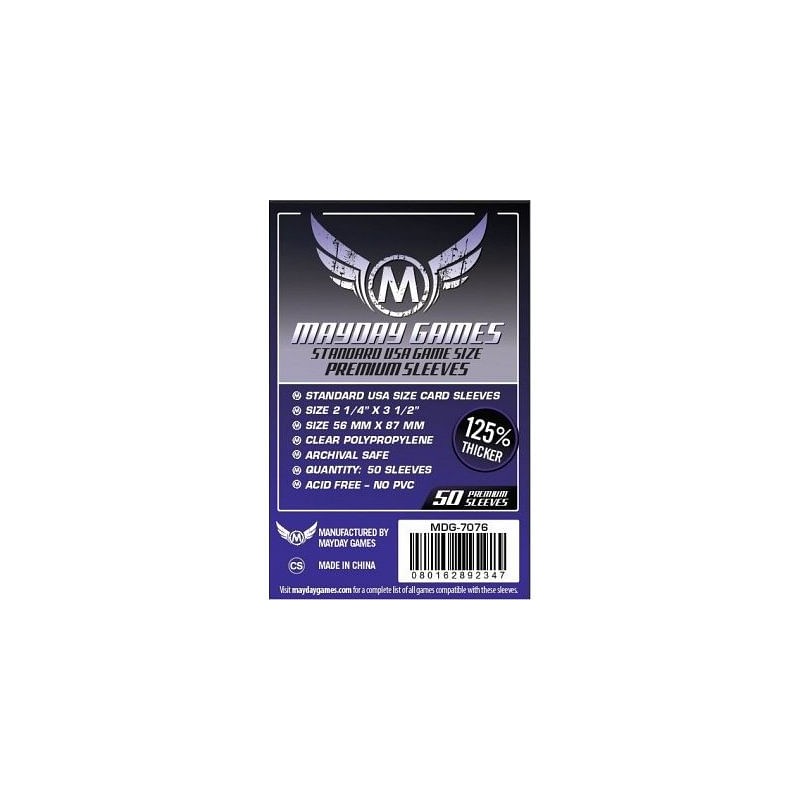 M
MAYDAY GAMES
STANDARD USA GAME SIZE
PREMIUM SLEEVES
STANDARD USA SIZE CARD SLEEVES
SIZE 2 1/4" X 3 1/2"
SIZE 56 MM X 87 MM
CLEAR POLYPROPYLENE
ARCHIVAL SAFE
QUANTITY: 50 SLEEVES
ACID FREE – NO PVC
125%
THICKER
50 PREMIUM
SLEEVES
M
MANUFACTURED BY
MAYDAY GAMES
CS
MADE IN CHINA
MDG-7076
080162892347
Visit maydaygames.com for a complete list of all games compatible with these sleeves.